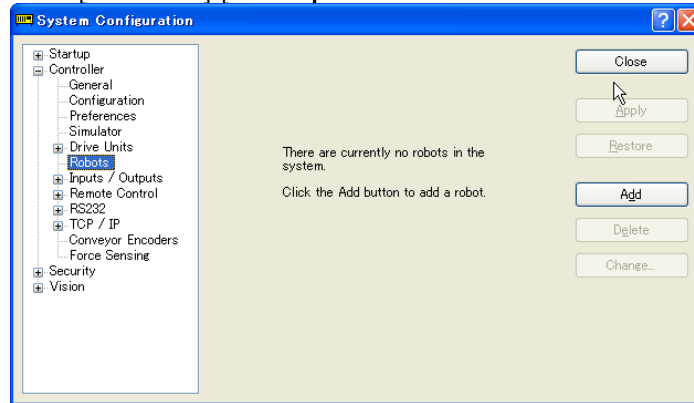 System Configuration
Startup
Controller
General
Configuration
Preferences
Simulator
Drive Units
Robots
Inputs / Outputs
Remote Control
RS232
TCP / IP
Conveyor Encoders
Force Sensing
Security
Vision
There are currently no robots in the
system.
Click the Add button to add a robot.
Close
Apply
Restore
Add
Delete
Change...